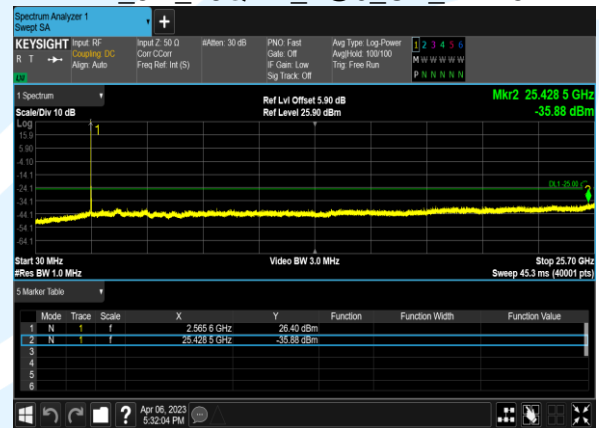 Spectrum Analyzer 1
Swept SA
+
KEYSIGHT Input: RF Input Z: 50 Ω #Atten: 30 dB PNO: Fast Avg Type: Log-Power 1 2 3 4 5 6
R T Coupling: DC Corr CCorr Gate: Off Avg|Hold: 100/100 M W W W W W
Align: Auto Freq Ref: Int (S) IF Gain: Low Trig: Free Run
Sig Track: Off P N N N N N
1 Spectrum Ref Lvl Offset 5.90 dB Mkr2 25.428 5 GHz
Scale/Div 10 dB Ref Level 25.90 dBm -35.88 dBm
Log
15.9
5.90
-4.10
-14.1
-24.1
-34.1
-44.1
-54.1
-64.1
1
DL1 -25.00
2
Start 30 MHz Video BW 3.0 MHz Stop 25.70 GHz
#Res BW 1.0 MHz Sweep 45.3 ms (40001 pts)
5 Marker Table
Mode Trace Scale X Y Function Function Width Function Value
1 N 1 f 2.565 6 GHz 26.40 dBm
2 N 1 f 25.428 5 GHz -35.88 dBm
3
4
5
6
? Apr 06, 2023
5:32:04 PM